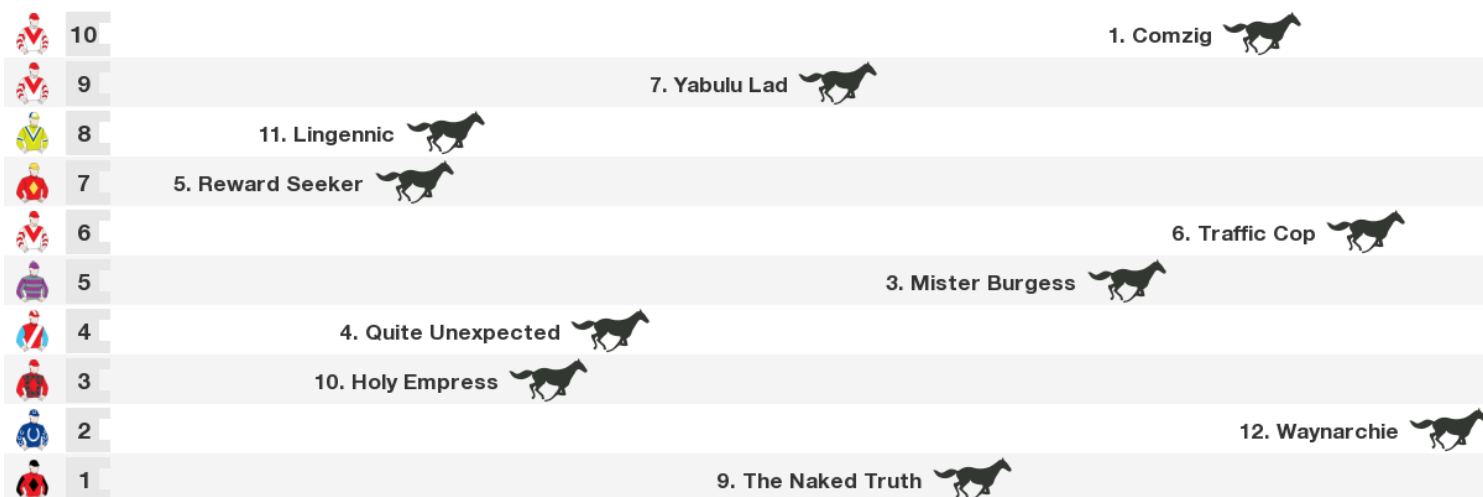 10 1. Comzig
9 7. Yabulu Lad
8 11. Lingennic
7 5. Reward Seeker
6 6. Traffic Cop
5 3. Mister Burgess
4 4. Quite Unexpected
3 10. Holy Empress
2 12. Waynarchie
1 9. The Naked Truth